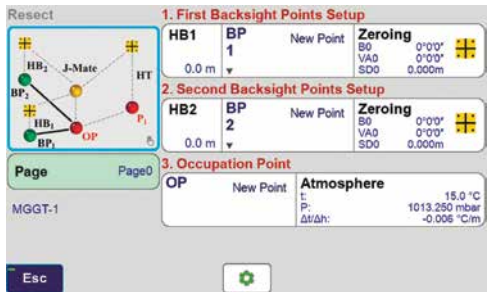 Resect
HB₂
J-Mate
HT
BP₂
HB₁
P₁
BP₁
OP
Page Page0
MGGT-1
Esc
1. First Backsight Points Setup
HB1
0.0 m
BP
1
New Point
Zeroing
B0 0°0'0"
VA0 0°0'0"
SD0 0.000m
2. Second Backsight Points Setup
HB2
0.0 m
BP
2
New Point
Zeroing
B0 0°0'0"
VA0 0°0'0"
SD0 0.000m
3. Occupation Point
OP
New Point
Atmosphere
t: 15.0 °C
P: 1013.250 mbar
Δt/Δh: -0.006 °C/m